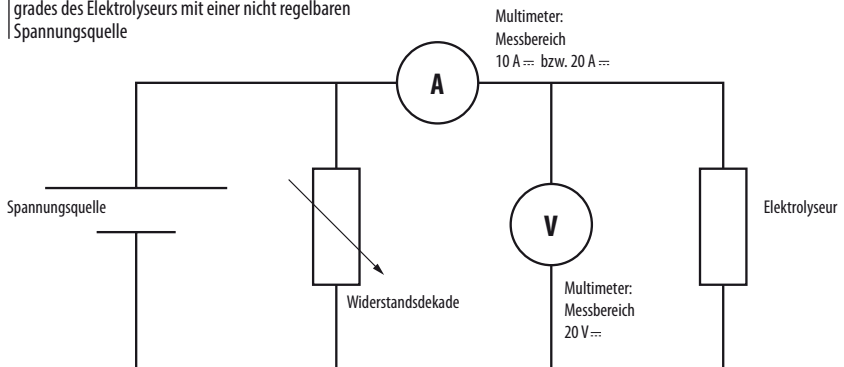 grades des Elektrolyseurs mit einer nicht regelbaren
Spannungsquelle
Multimeter:
Messbereich
10 A ⎓ bzw. 20 A ⎓
A
Spannungsquelle
V
Elektrolyseur
Widerstandsdekade
Multimeter:
Messbereich
20 V ⎓